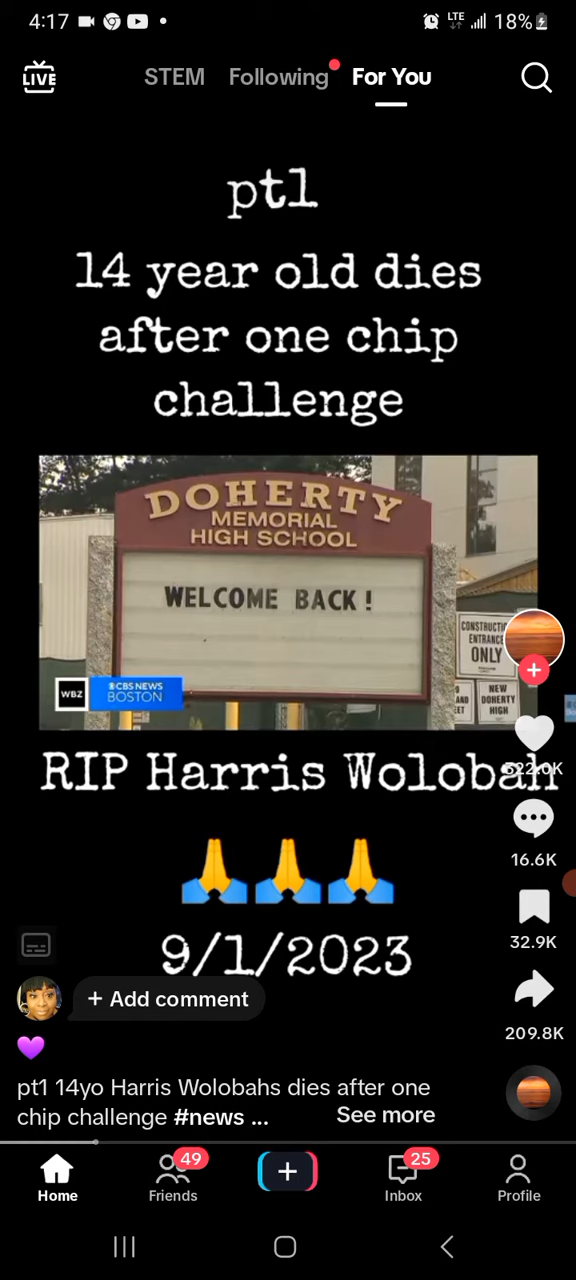 4:17
LTE
18%
LIVE
STEM
Following
For You
pt1
14 year old dies
after one chip
challenge
DOHERTY
MEMORIAL
HIGH SCHOOL
WELCOME BACK!
CONSTRUCTION
ENTRANCE
ONLY
NEW
DOHERTY
HIGH
WBZ
CBS NEWS
BOSTON
RIP Harris Wolobah
322.0K
🙏🙏🙏
16.6K
32.9K
9/1/2023
+ Add comment
209.8K
💜
pt1 14yo Harris Wolobahs dies after one
chip challenge #news ...
See more
49
25
Home
Friends
Inbox
Profile